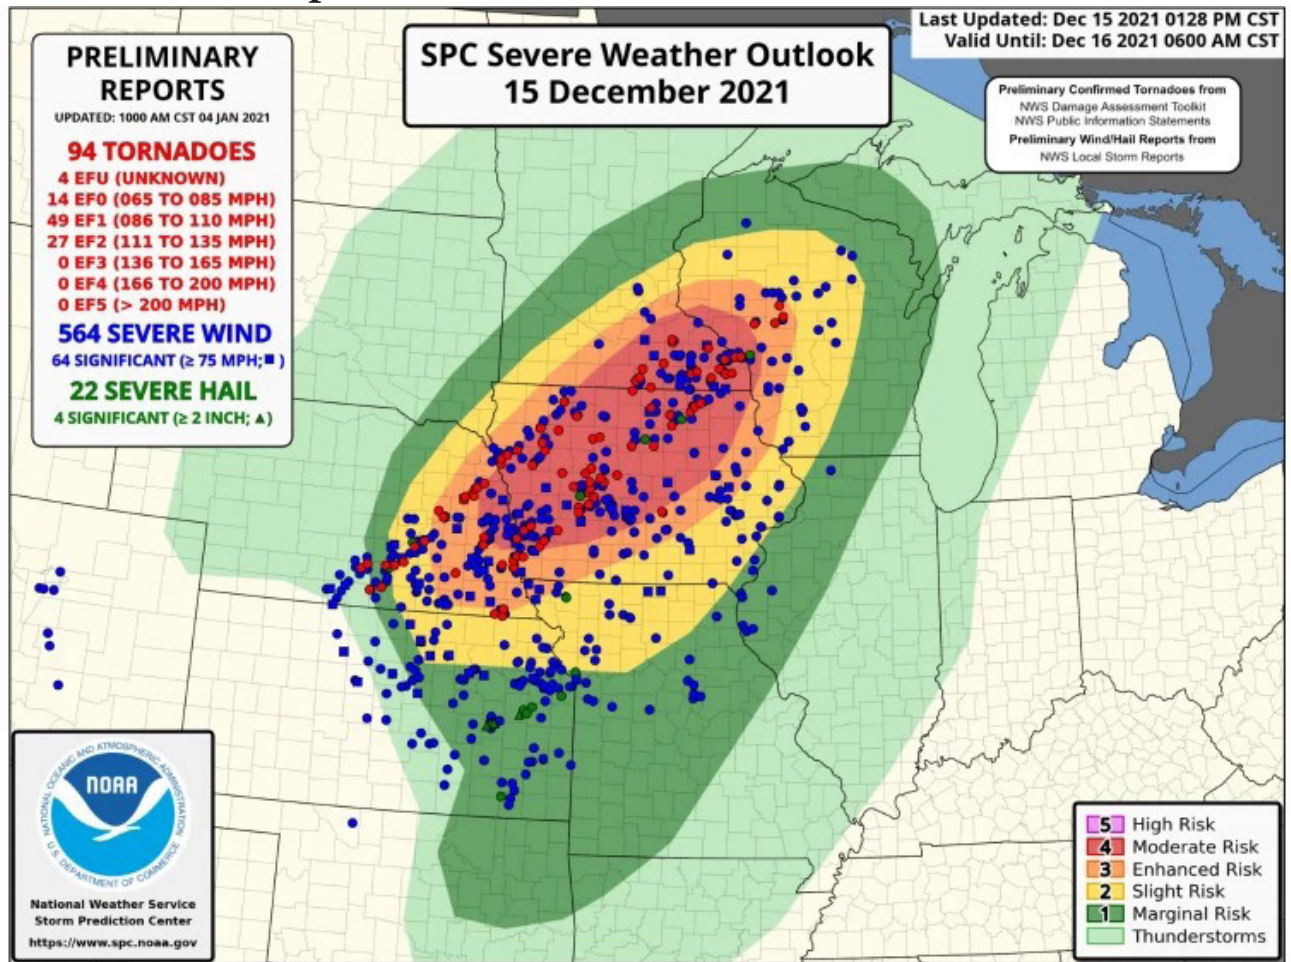 Last Updated: Dec 15 2021 0128 PM CST
Valid Until: Dec 16 2021 0600 AM CST
SPC Severe Weather Outlook
15 December 2021
PRELIMINARY
REPORTS
UPDATED: 1000 AM CST 04 JAN 2021
94 TORNADOES
4 EFU (UNKNOWN)
14 EF0 (065 TO 085 MPH)
49 EF1 (086 TO 110 MPH)
27 EF2 (111 TO 135 MPH)
0 EF3 (136 TO 165 MPH)
0 EF4 (166 TO 200 MPH)
0 EF5 (> 200 MPH)
564 SEVERE WIND
64 SIGNIFICANT (≥ 75 MPH;■ )
22 SEVERE HAIL
4 SIGNIFICANT (≥ 2 INCH; ▲)
Preliminary Confirmed Tornadoes from
NWS Damage Assessment Toolkit
NWS Public Information Statements
Preliminary Wind/Hail Reports from
NWS Local Storm Reports
NATIONAL OCEANIC AND ATMOSPHERIC ADMINISTRATION
NOAA
U.S. DEPARTMENT OF COMMERCE
National Weather Service
Storm Prediction Center
https://www.spc.noaa.gov
5 High Risk
4 Moderate Risk
3 Enhanced Risk
2 Slight Risk
1 Marginal Risk
Thunderstorms